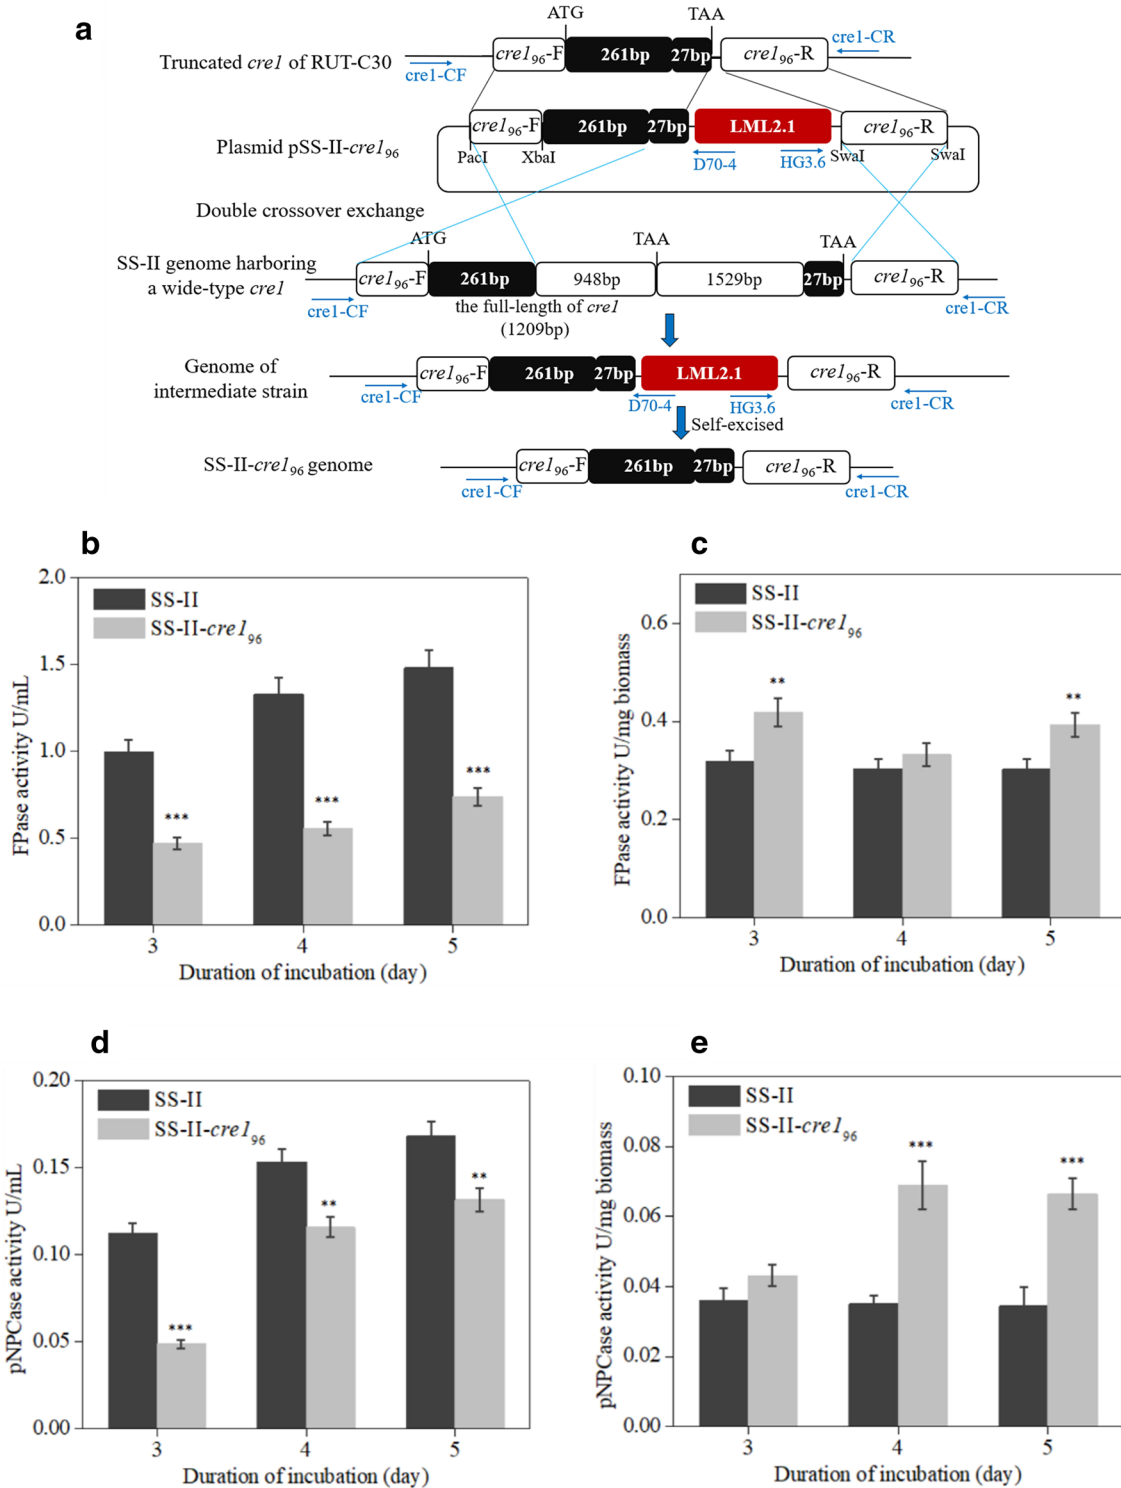 a
ATG TAA
Truncated cre1 of RUT-C30 cre1₉₆-F 261bp 27bp cre1₉₆-R cre1-CR
cre1-CF
Plasmid pSS-II-cre1₉₆ cre1₉₆-F 261bp 27bp LML2.1 cre1₉₆-R
PacI XbaI D70-4 HG3.6 SwaI SwaI
Double crossover exchange
ATG TAA TAA
SS-II genome harboring
a wide-type cre1
cre1₉₆-F 261bp 948bp 1529bp 27bp cre1₉₆-R
cre1-CF the full-length of cre1 cre1-CR
(1209bp)
Genome of
intermediate strain
cre1₉₆-F 261bp 27bp LML2.1 cre1₉₆-R
cre1-CF D70-4 HG3.6 cre1-CR
Self-excised
SS-II-cre1₉₆ genome cre1₉₆-F 261bp 27bp cre1₉₆-R
cre1-CF cre1-CR
b
SS-II
SS-II-cre1₉₆
2.0
1.5
1.0
0.5
0.0
FPase activity U/mL
*** *** ***
3 4 5
Duration of incubation (day)
c
SS-II
SS-II-cre1₉₆
0.6
0.4
0.2
0.0
FPase activity U/mg biomass
** **
3 4 5
Duration of incubation (day)
d
SS-II
SS-II-cre1₉₆
0.20
0.15
0.10
0.05
0.00
pNPCase activity U/mL
*** ** **
3 4 5
Duration of incubation (day)
e
SS-II
SS-II-cre1₉₆
0.10
0.08
0.06
0.04
0.02
0.00
pNPCase activity U/mg biomass
*** ***
3 4 5
Duration of incubation (day)